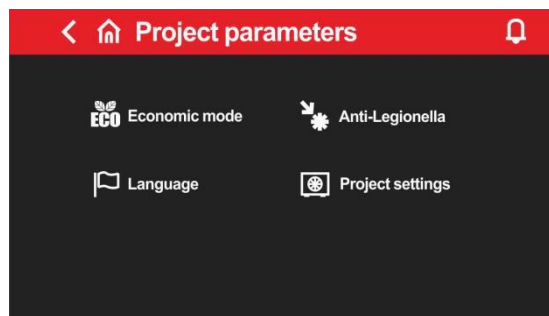 Project parameters
ECO Economic mode
Anti-Legionella
Language
Project settings